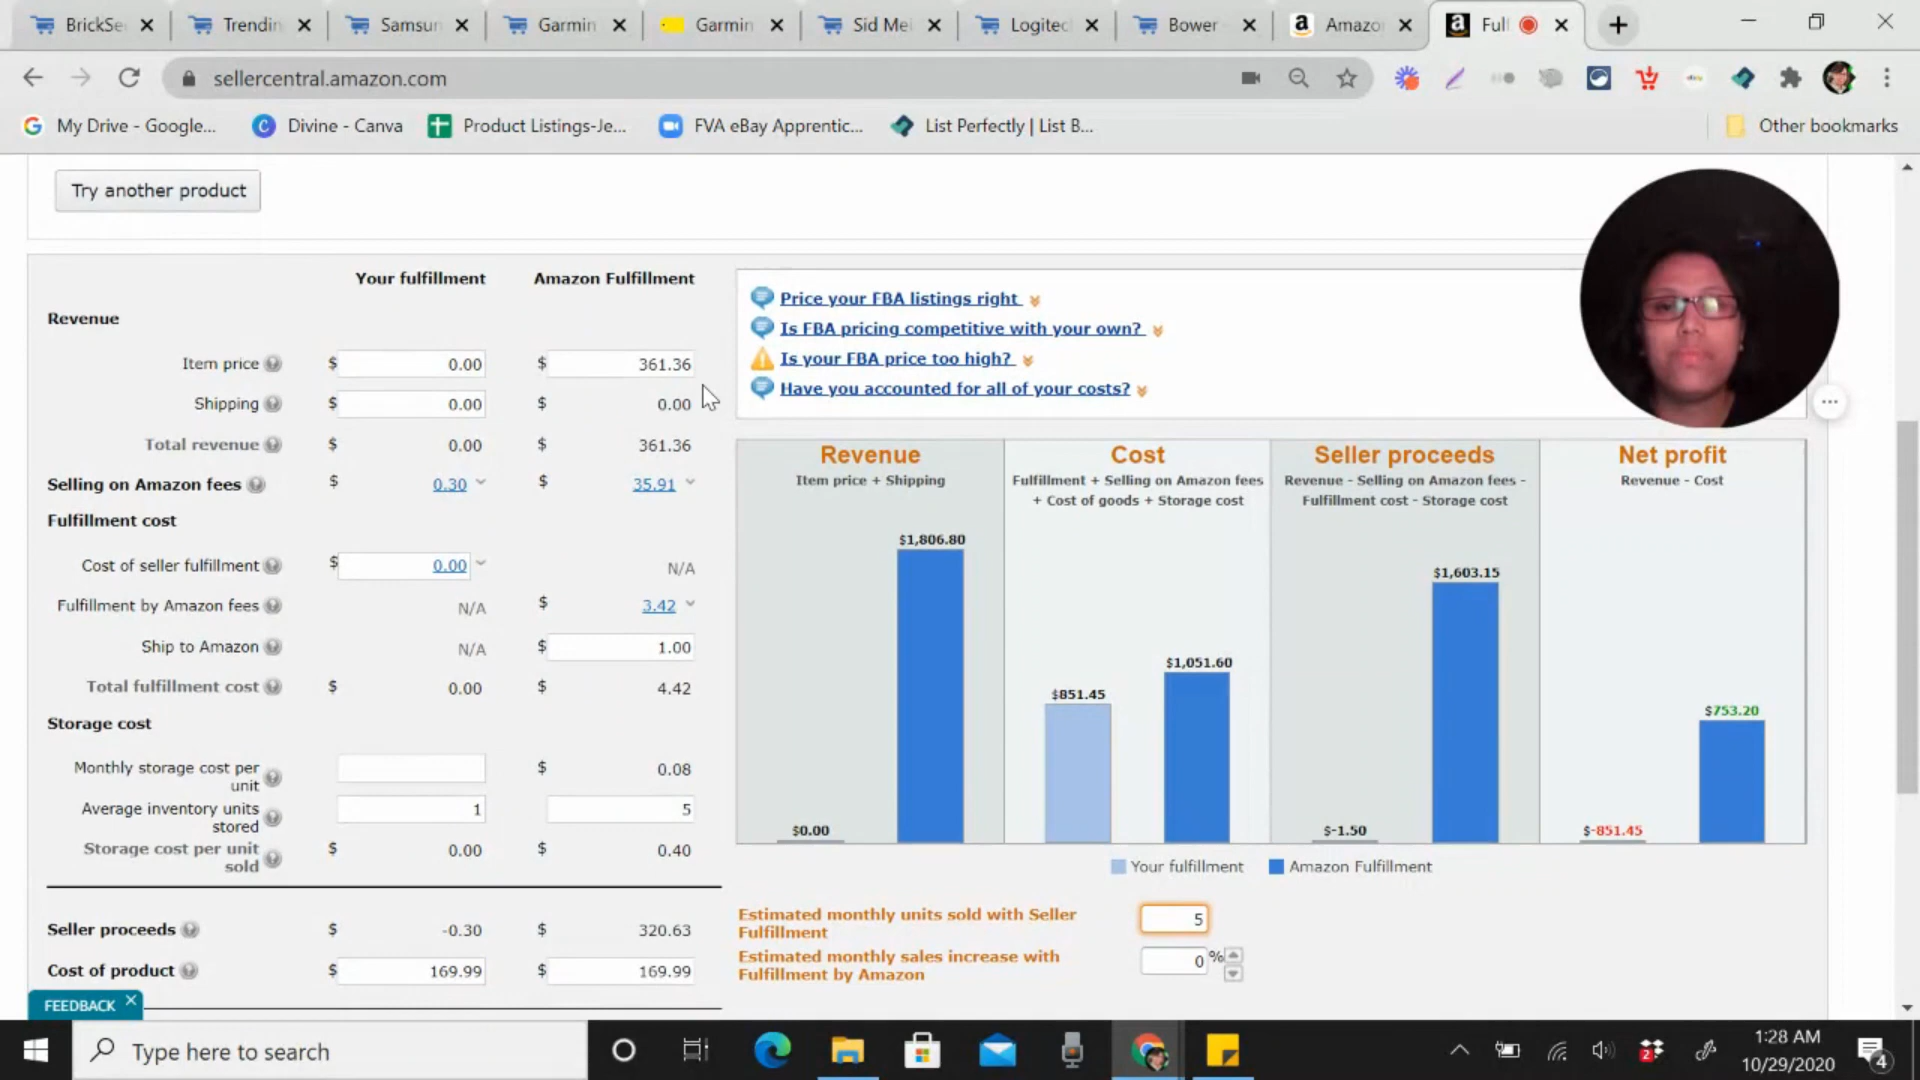 BrickSe
Trendin
Samsun
Garmin
Garmin
Sid Me
Logitec
Bower
Amazo
Full
sellercentral.amazon.com
My Drive - Google...
Divine - Canva
Product Listings-Je...
FVA eBay Apprentic...
List Perfectly | List B...
Other bookmarks
Try another product
Your fulfillment Amazon Fulfillment
Revenue
Item price $ 0.00 $ 361.36
Shipping $ 0.00 $ 0.00
Total revenue $ 0.00 $ 361.36
Selling on Amazon fees $ 0.30 $ 35.91
Fulfillment cost
Cost of seller fulfillment $ 0.00 N/A
Fulfillment by Amazon fees N/A $ 3.42
Ship to Amazon N/A $ 1.00
Total fulfillment cost $ 0.00 $ 4.42
Storage cost
Monthly storage cost per
unit
$ 0.08
Average inventory units
stored
1 5
Storage cost per unit
sold
$ 0.00 $ 0.40
Seller proceeds $ -0.30 $ 320.63
Cost of product $ 169.99 $ 169.99
FEEDBACK
Price your FBA listings right
Is FBA pricing competitive with your own?
Is your FBA price too high?
Have you accounted for all of your costs?
Revenue
Item price + Shipping
$1,806.80
$0.00
Cost
Fulfillment + Selling on Amazon fees
+ Cost of goods + Storage cost
$851.45
$1,051.60
Seller proceeds
Revenue - Selling on Amazon fees -
Fulfillment cost - Storage cost
$1,603.15
$-1.50
Net profit
Revenue - Cost
$753.20
$-851.45
Your fulfillment
Amazon Fulfillment
Estimated monthly units sold with Seller
Fulfillment
5
Estimated monthly sales increase with
Fulfillment by Amazon
0 %
Type here to search
2
1:28 AM
10/29/2020
4